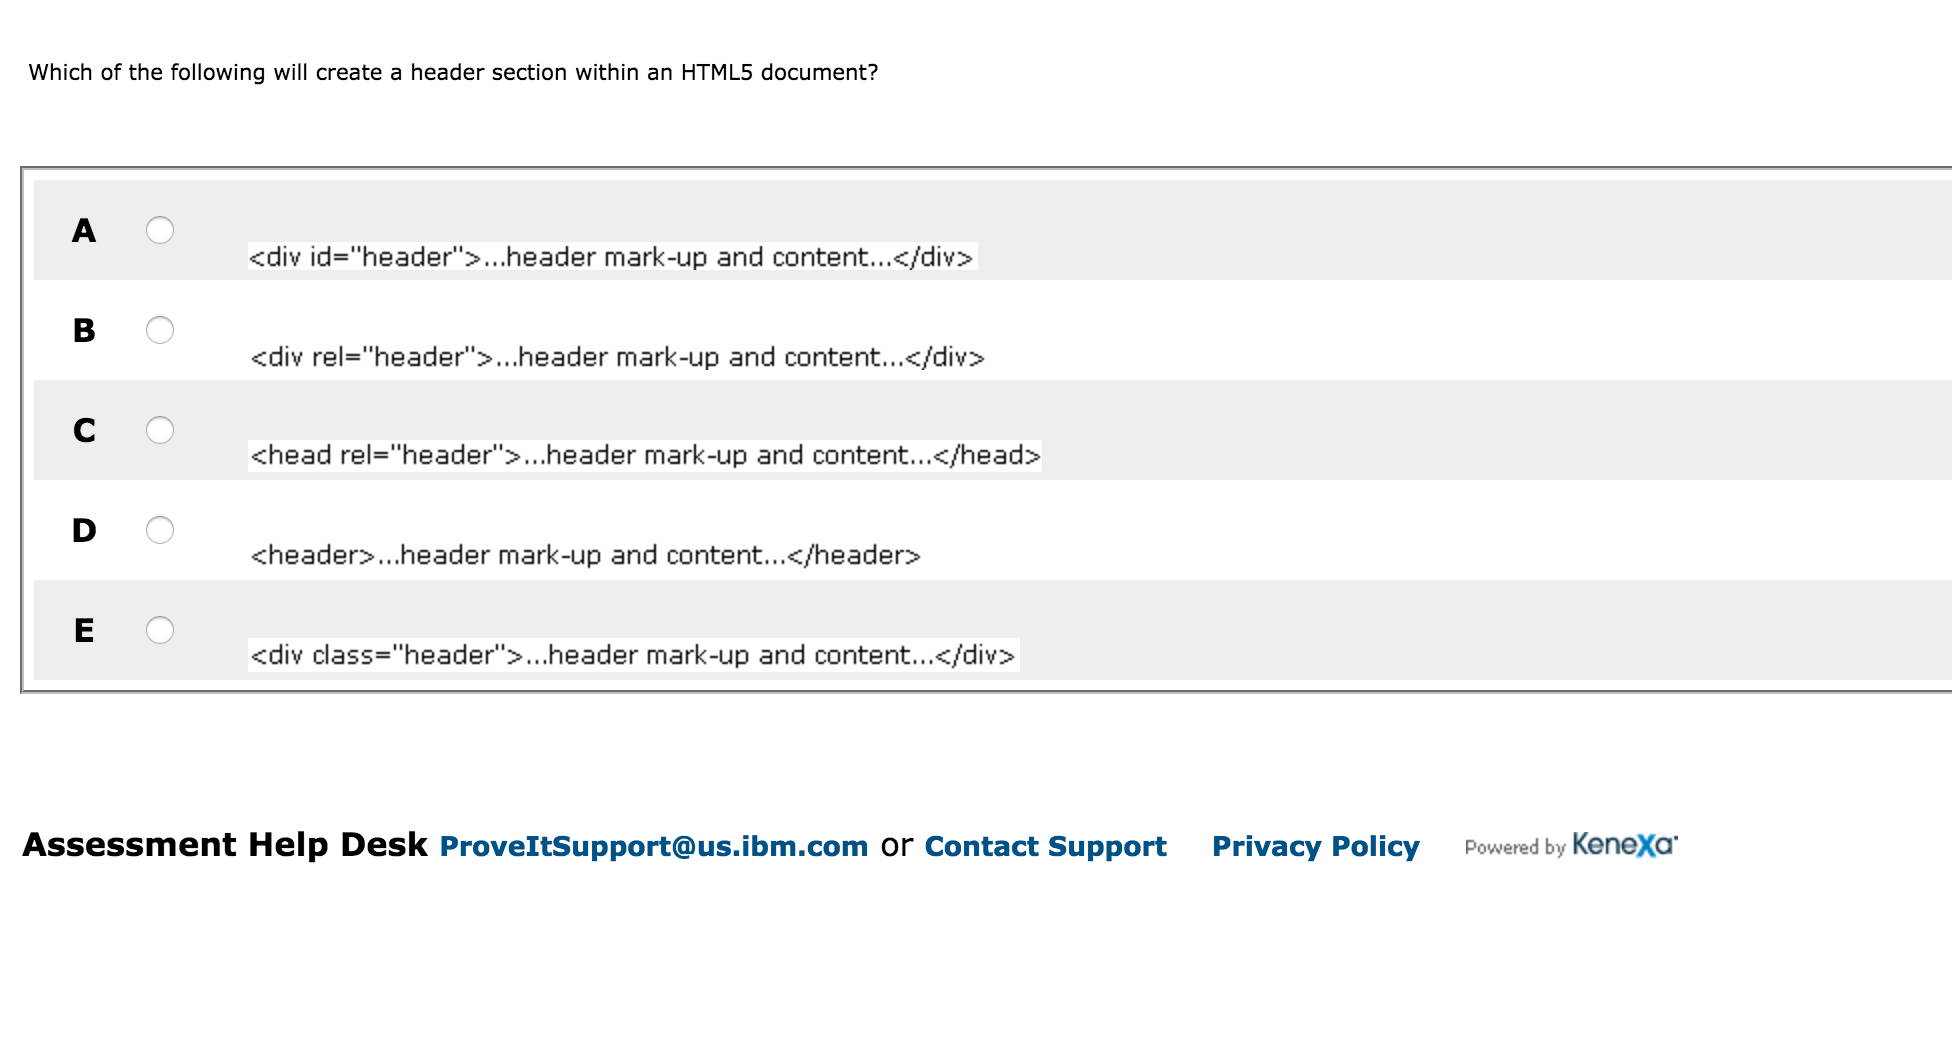 Which of the following will create a header section within an HTML5 document?
A
<div id="header">...header mark-up and content...</div>
B
<div rel="header">...header mark-up and content...</div>
C
<head rel="header">...header mark-up and content...</head>
D
<header>...header mark-up and content...</header>
E
<div class="header">...header mark-up and content...</div>
Assessment Help Desk ProveItSupport@us.ibm.com or Contact Support Privacy Policy Powered by Kenexa